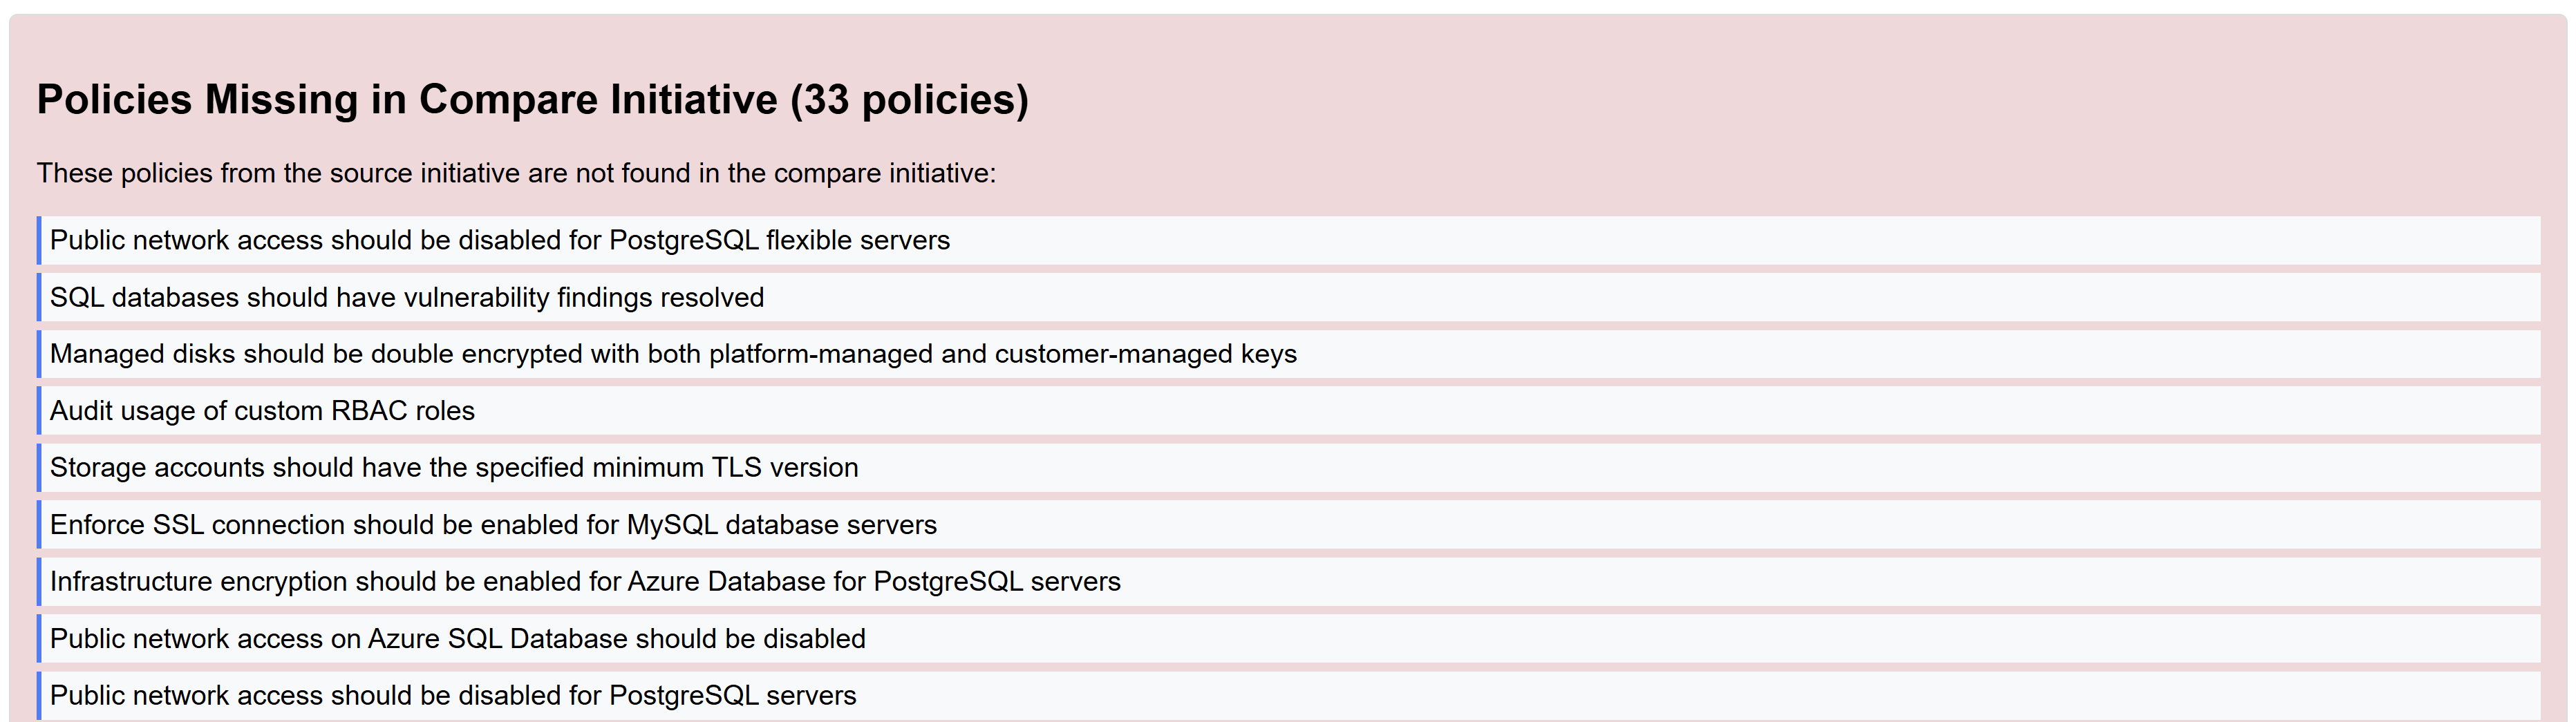 Policies Missing in Compare Initiative (33 policies)
These policies from the source initiative are not found in the compare initiative:
Public network access should be disabled for PostgreSQL flexible servers
SQL databases should have vulnerability findings resolved
Managed disks should be double encrypted with both platform-managed and customer-managed keys
Audit usage of custom RBAC roles
Storage accounts should have the specified minimum TLS version
Enforce SSL connection should be enabled for MySQL database servers
Infrastructure encryption should be enabled for Azure Database for PostgreSQL servers
Public network access on Azure SQL Database should be disabled
Public network access should be disabled for PostgreSQL servers